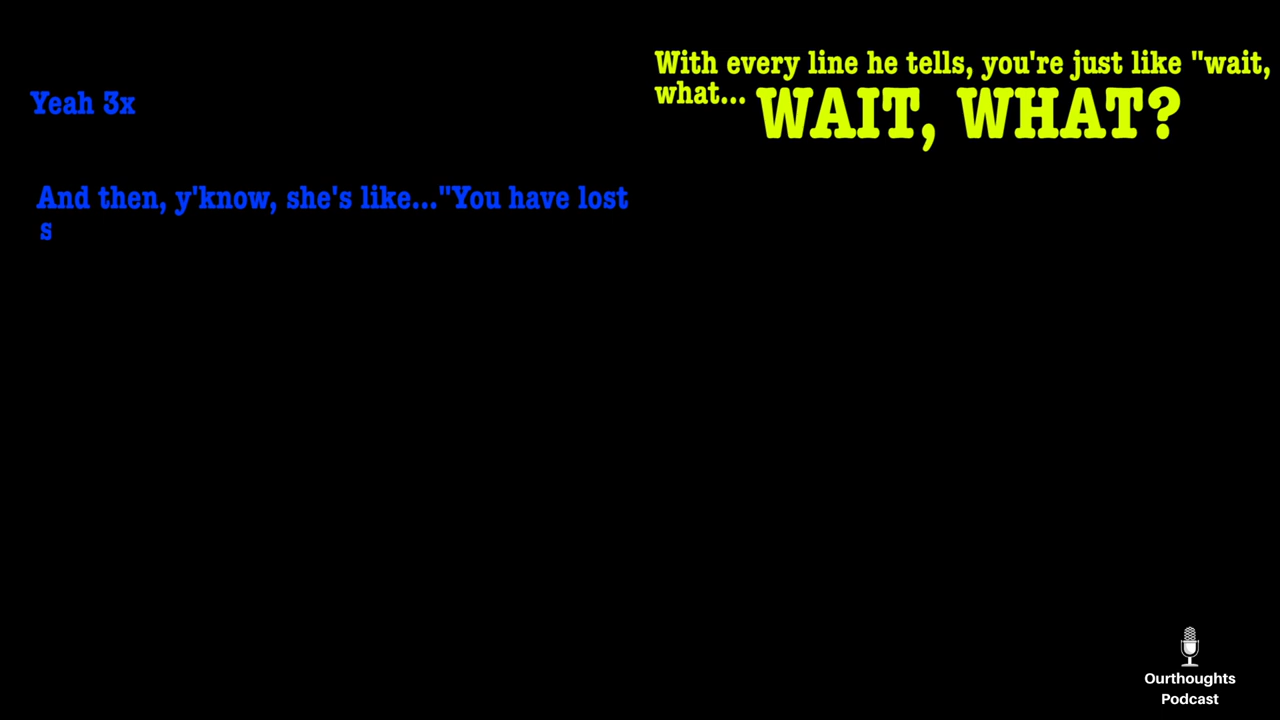 With every line he tells, you're just like "wait,
what... WAIT, WHAT?
Yeah 3x
And then, y'know, she's like..."You have lost
s
Ourthoughts
Podcast